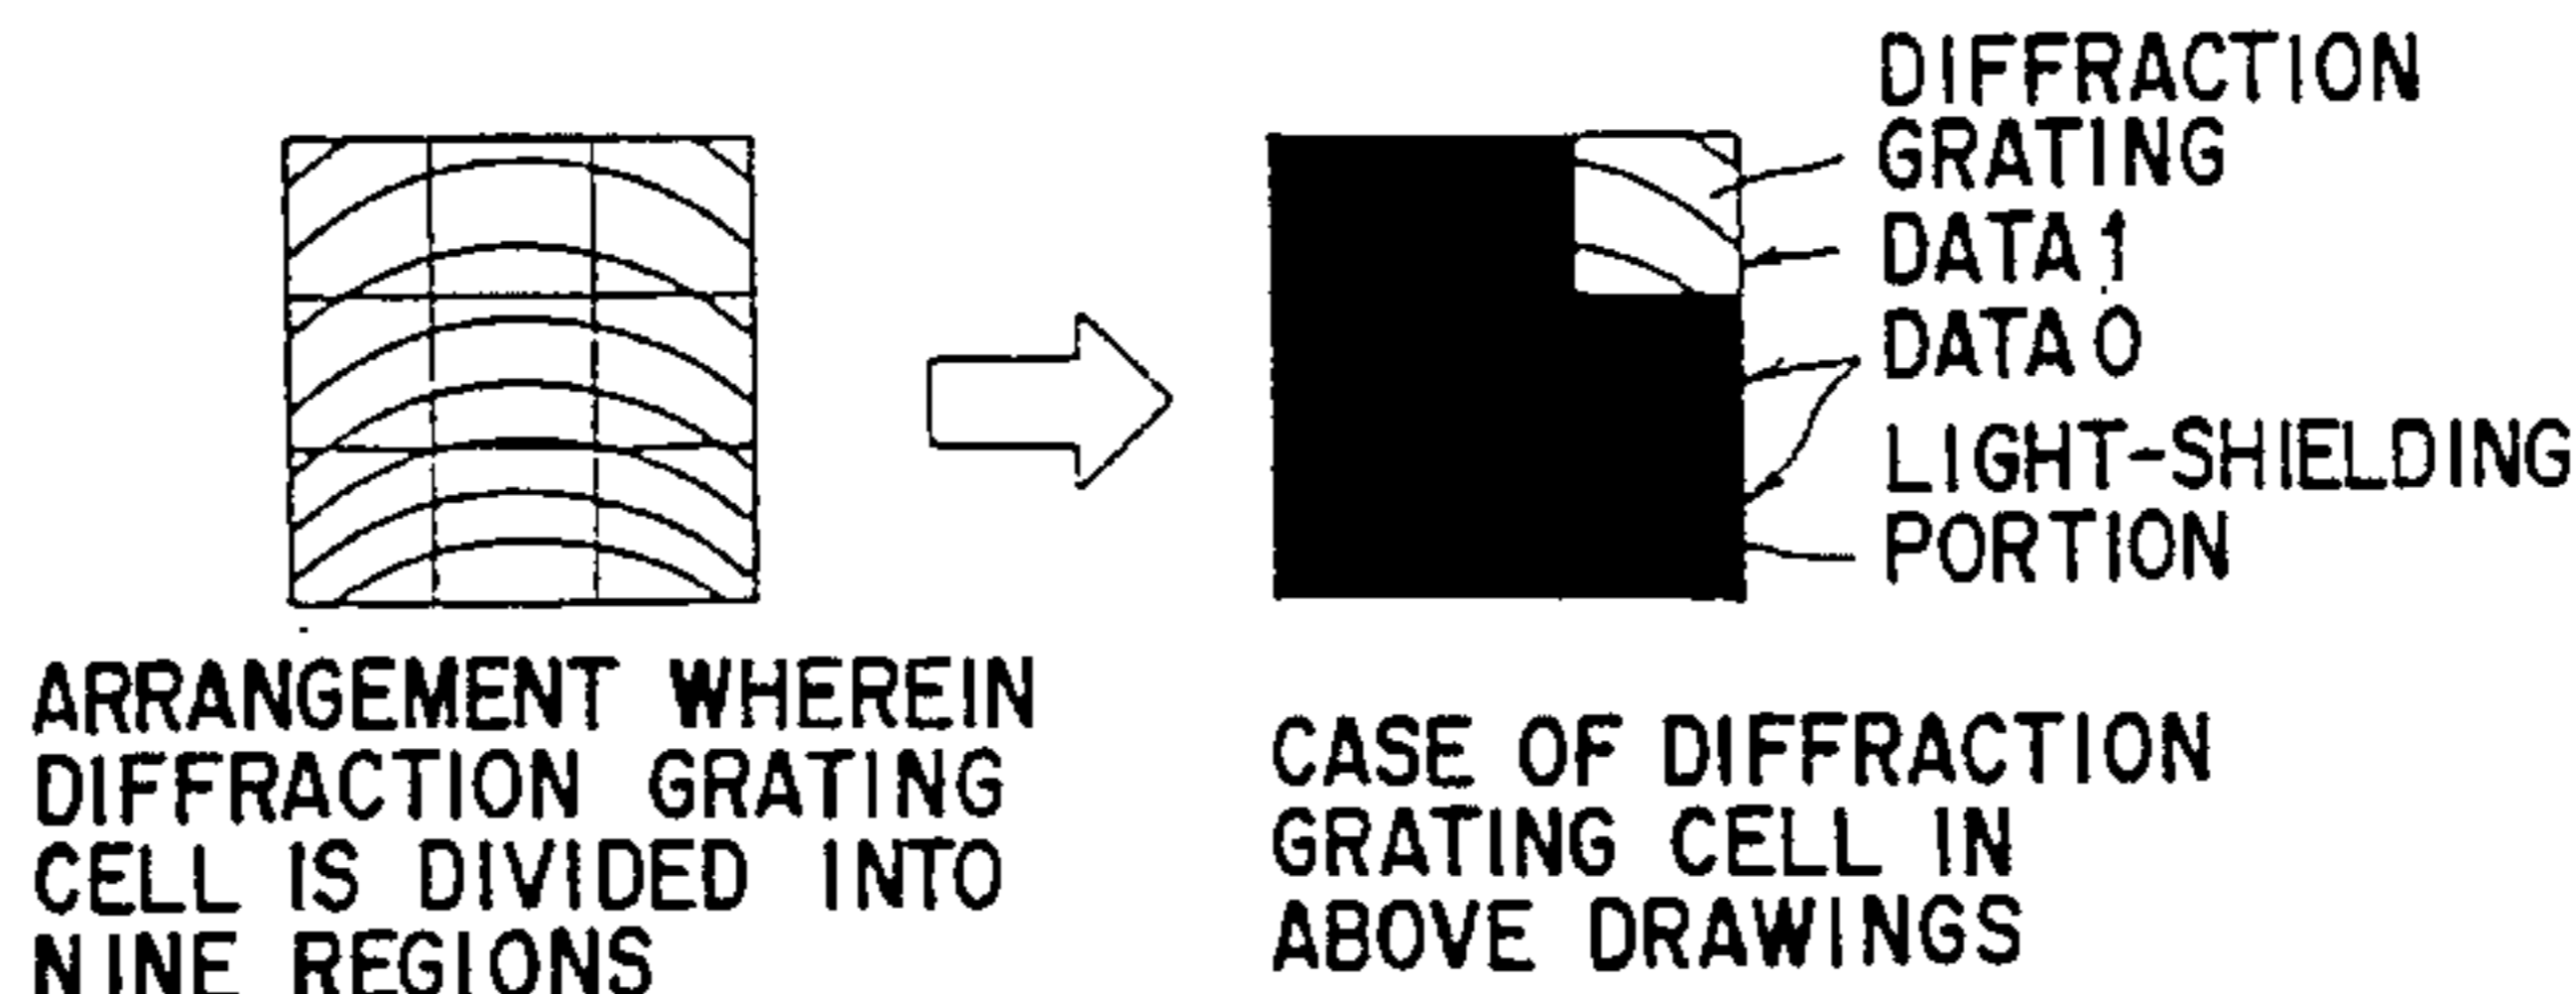 DIFFRACTION
GRATING
DATA 1
DATA 0
LIGHT-SHIELDING
PORTION
ARRANGEMENT WHEREIN
DIFFRACTION GRATING
CELL IS DIVIDED INTO
NINE REGIONS
CASE OF DIFFRACTION
GRATING CELL IN
ABOVE DRAWINGS